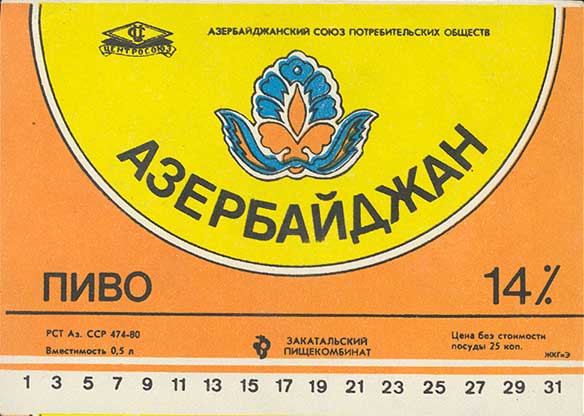 АЗЕРБАЙДЖАНСКИЙ СОЮЗ ПОТРЕБИТЕЛЬСКИХ ОБЩЕСТВ
ЦЕНТРОСОЮЗ
АЗЕРБАЙДЖАН
ПИВО
14%
РСТ Аз. ССР 474-80
Вместимость 0,5 л
ЗАКАТАЛЬСКИЙ
ПИЩЕКОМБИНАТ
Цена без стоимости
посуды 25 коп.
ЖКГиЭ
1 3 5 7 9 11 13 15 17 19 21 23 25 27 29 31